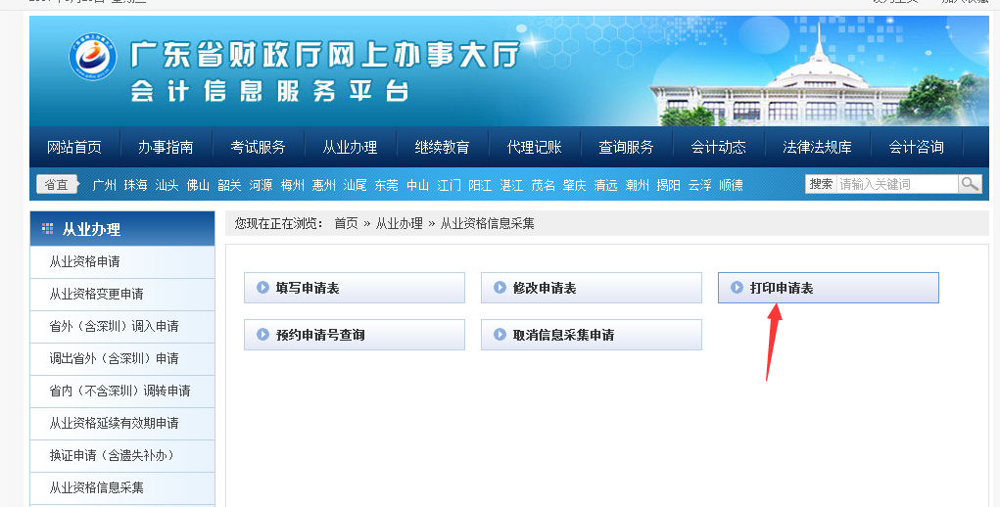 广东省财政厅网上办事大厅
会计信息服务平台
网站首页 办事指南 考试服务 从业办理 继续教育 代理记账 查询服务 会计动态 法律法规库 会计咨询
省直 广州 珠海 汕头 佛山 韶关 河源 梅州 惠州 汕尾 东莞 中山 江门 阳江 湛江 茂名 肇庆 清远 潮州 揭阳 云浮 顺德 搜索 请输入关键词
从业办理
从业资格申请
从业资格变更申请
省外（含深圳）调入申请
调出省外（含深圳）申请
省内（不含深圳）调转申请
从业资格延续有效期申请
换证申请（含遗失补办）
从业资格信息采集
您现在正在浏览： 首页 » 从业办理 » 从业资格信息采集
填写申请表 修改申请表 打印申请表
预约申请号查询 取消信息采集申请